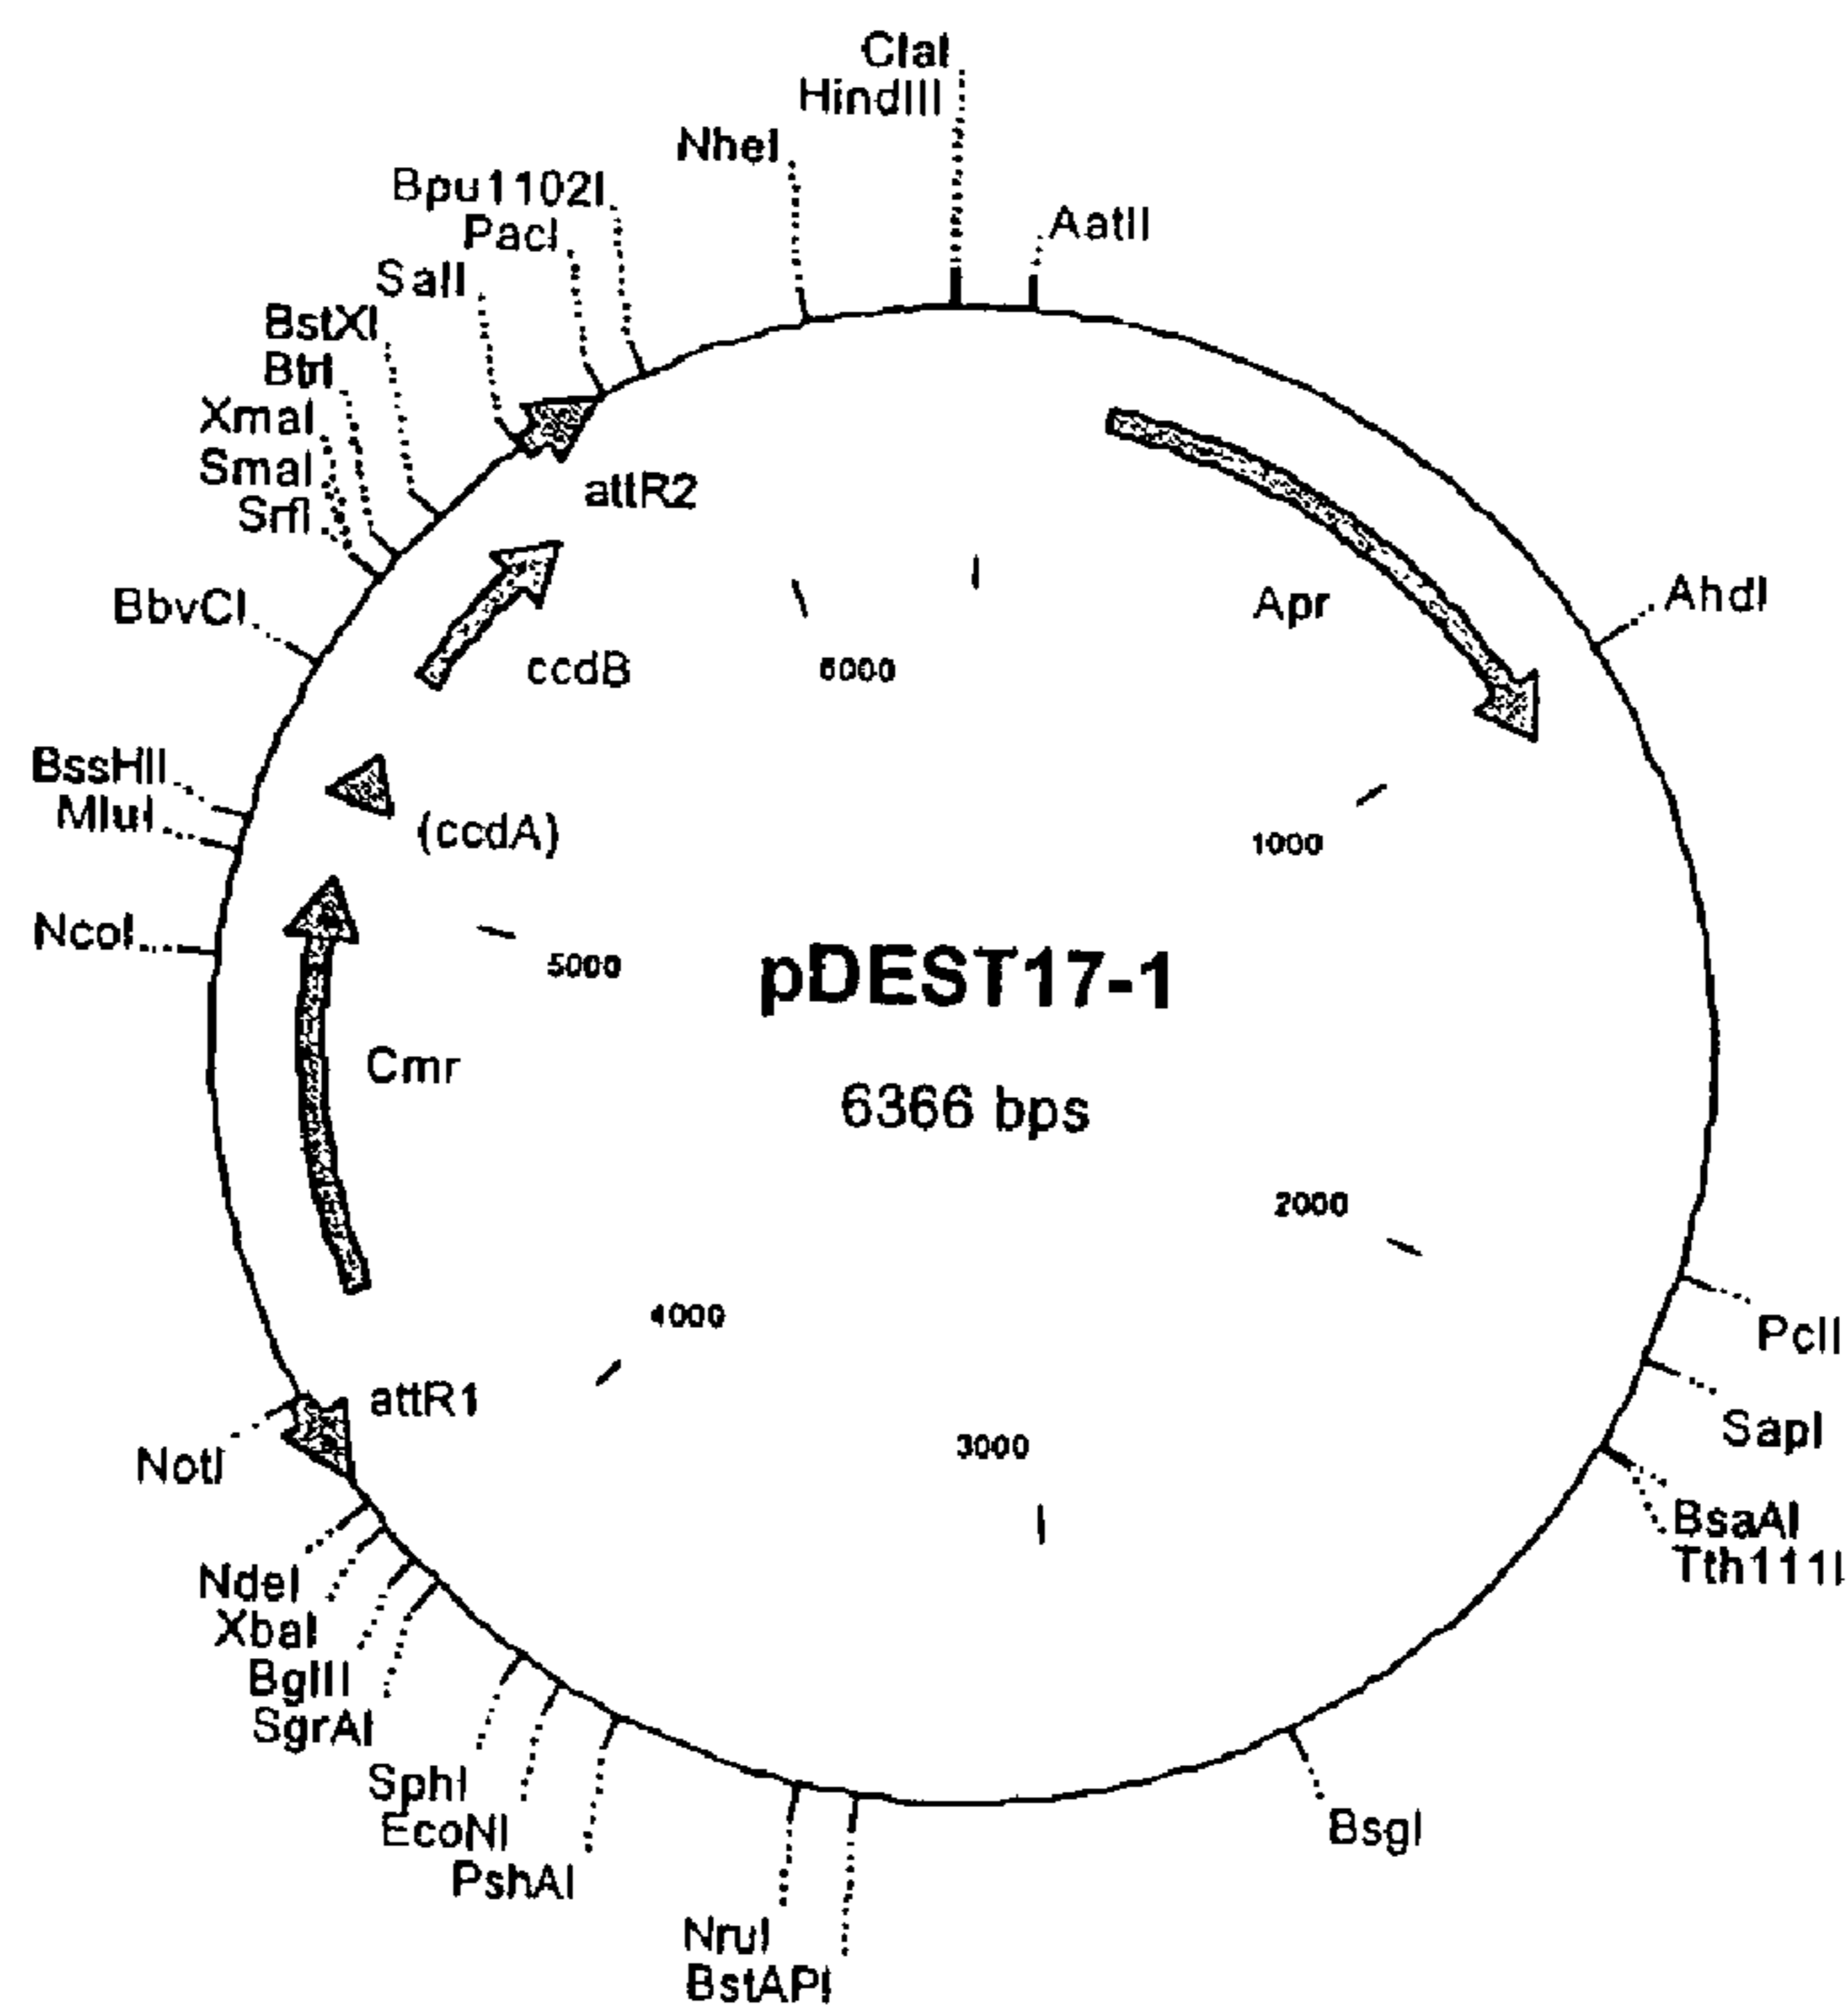 ClaI
HindIII
NheI
AatII
Bpu1102I
PacI
SalI
BstXI
BtrI
XmaI
SmaI
SrfI
attR2
BbvCI
AhdI
Apr
ccdB
6000
BssHII
MluI
(ccdA)
1000
NcoI
5000
pDEST17-1
Cmr
6366 bps
2000
4000
PclI
attR1
SapI
NotI
3000
BsaAI
Tth111I
NdeI
XbaI
BglII
SgrAI
SphI
EcoNI
BsgI
PshAI
NruI
BstAPI